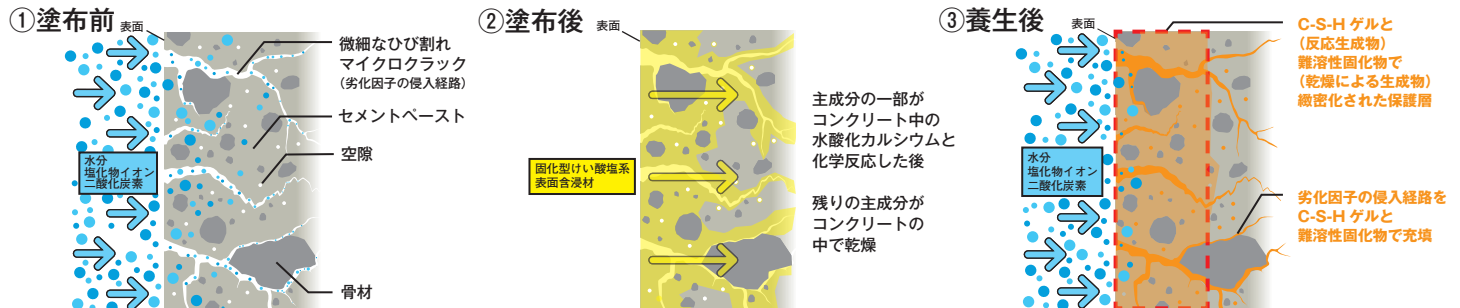 ①塗布前
表面
微細なひび割れ
マイクロクラック
(劣化因子の侵入経路)
セメントペースト
空隙
水分
塩化物イオン
二酸化炭素
骨材
②塗布後
表面
固化型けい酸塩系
表面含浸材
主成分の一部が
コンクリート中の
水酸化カルシウムと
化学反応した後
残りの主成分が
コンクリートの
中で乾燥
③養生後
表面
水分
塩化物イオン
二酸化炭素
C-S-H ゲルと
(反応生成物)
難溶性固化物で
(乾燥による生成物)
緻密化された保護層
劣化因子の侵入経路を
C-S-H ゲルと
難溶性固化物で充填